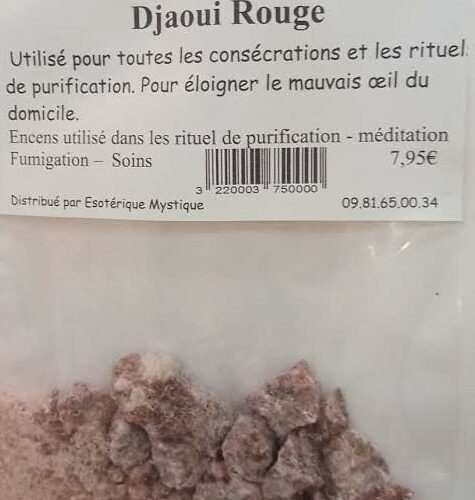 Djaoui Rouge
Utilisé pour toutes les consécrations et les rituel
de purification. Pour éloigner le mauvais œil du
domicile.
Encens utilisé dans les rituel de purification - méditation
Fumigation – Soins
7,95€
3 220003 750000
Distribué par Esotérique Mystique
09.81.65.00.34